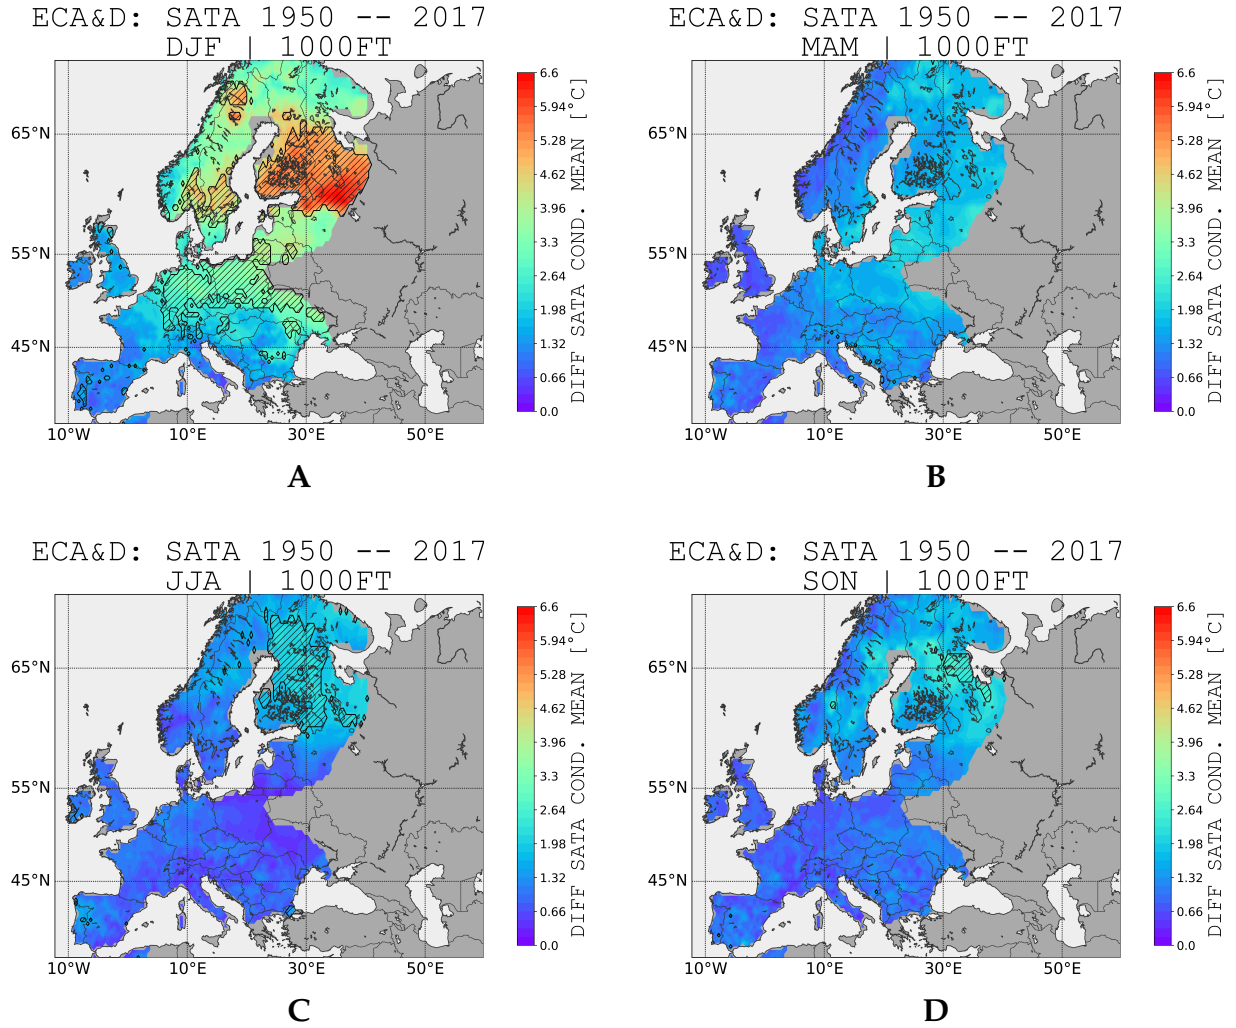 ECA&D: SATA 1950 -- 2017
DJF | 1000FT
65°N
55°N
45°N
10°W
10°E
30°E
50°E
6.6
5.94
5.28
4.62
3.96
3.3
2.64
1.98
1.32
0.66
0.0
DIFF SATA COND. MEAN [°C]
A
ECA&D: SATA 1950 -- 2017
MAM | 1000FT
65°N
55°N
45°N
10°W
10°E
30°E
50°E
6.6
5.94
5.28
4.62
3.96
3.3
2.64
1.98
1.32
0.66
0.0
DIFF SATA COND. MEAN [°C]
B
ECA&D: SATA 1950 -- 2017
JJA | 1000FT
65°N
55°N
45°N
10°W
10°E
30°E
50°E
6.6
5.94
5.28
4.62
3.96
3.3
2.64
1.98
1.32
0.66
0.0
DIFF SATA COND. MEAN [°C]
C
ECA&D: SATA 1950 -- 2017
SON | 1000FT
65°N
55°N
45°N
10°W
10°E
30°E
50°E
6.6
5.94
5.28
4.62
3.96
3.3
2.64
1.98
1.32
0.66
0.0
DIFF SATA COND. MEAN [°C]
D